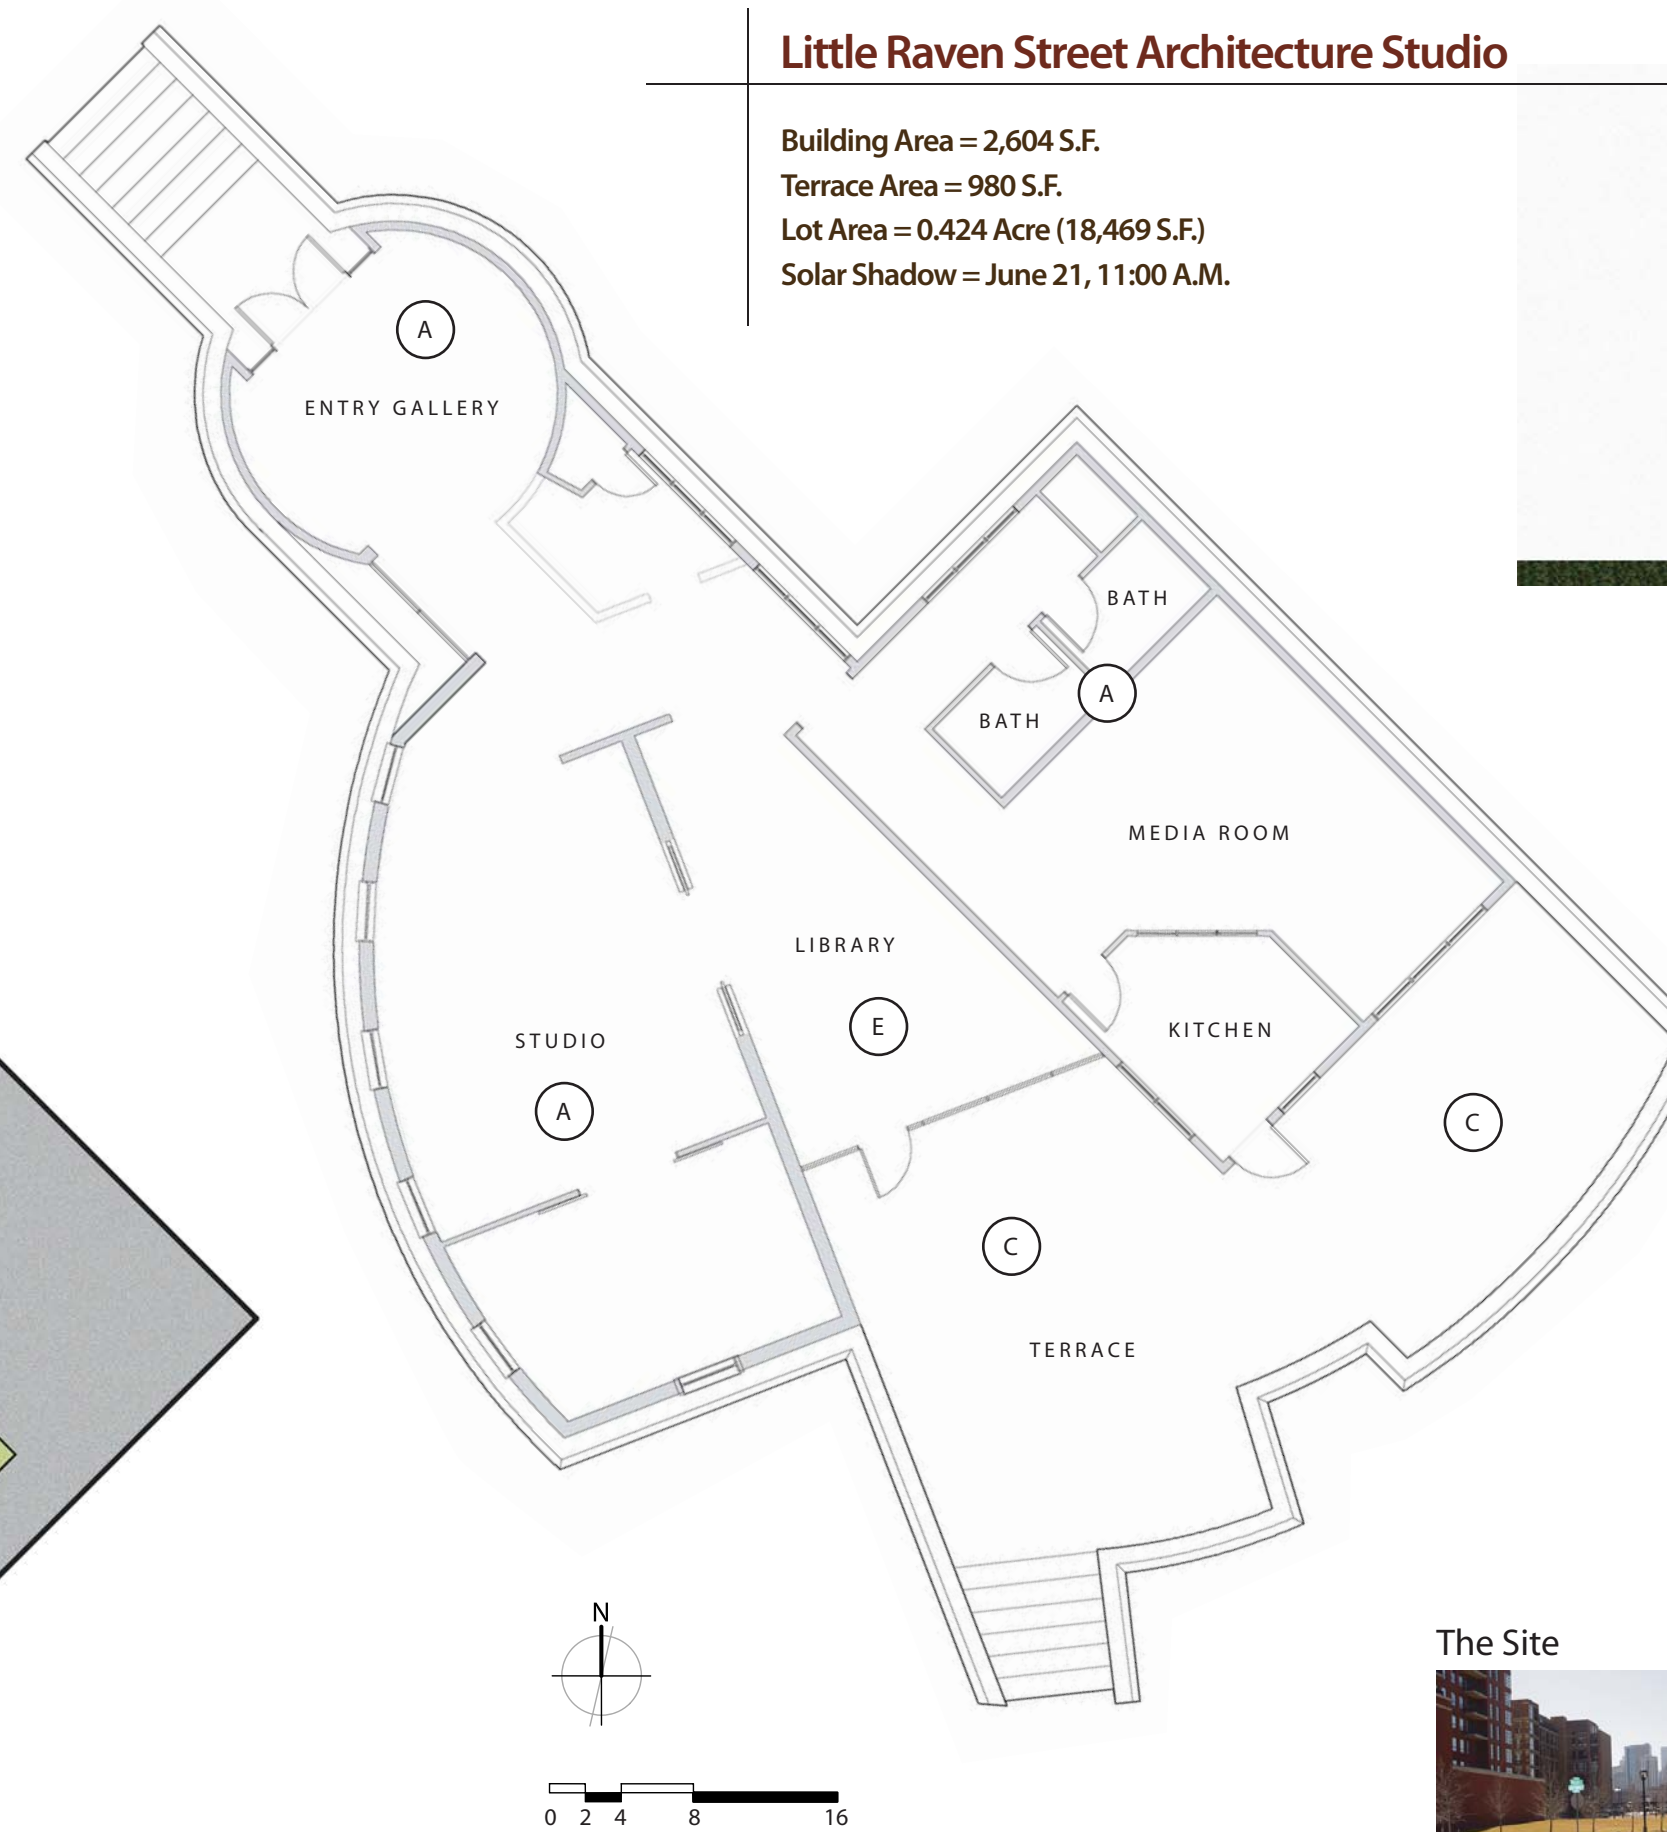 Little Raven Street Architecture Studio
Building Area = 2,604 S.F.
Terrace Area = 980 S.F.
Lot Area = 0.424 Acre (18,469 S.F.)
Solar Shadow = June 21, 11:00 A.M.
A
ENTRY GALLERY
BATH
A
BATH
MEDIA ROOM
LIBRARY
E
KITCHEN
STUDIO
A
C
C
TERRACE
N
The Site
0 2 4 8 16